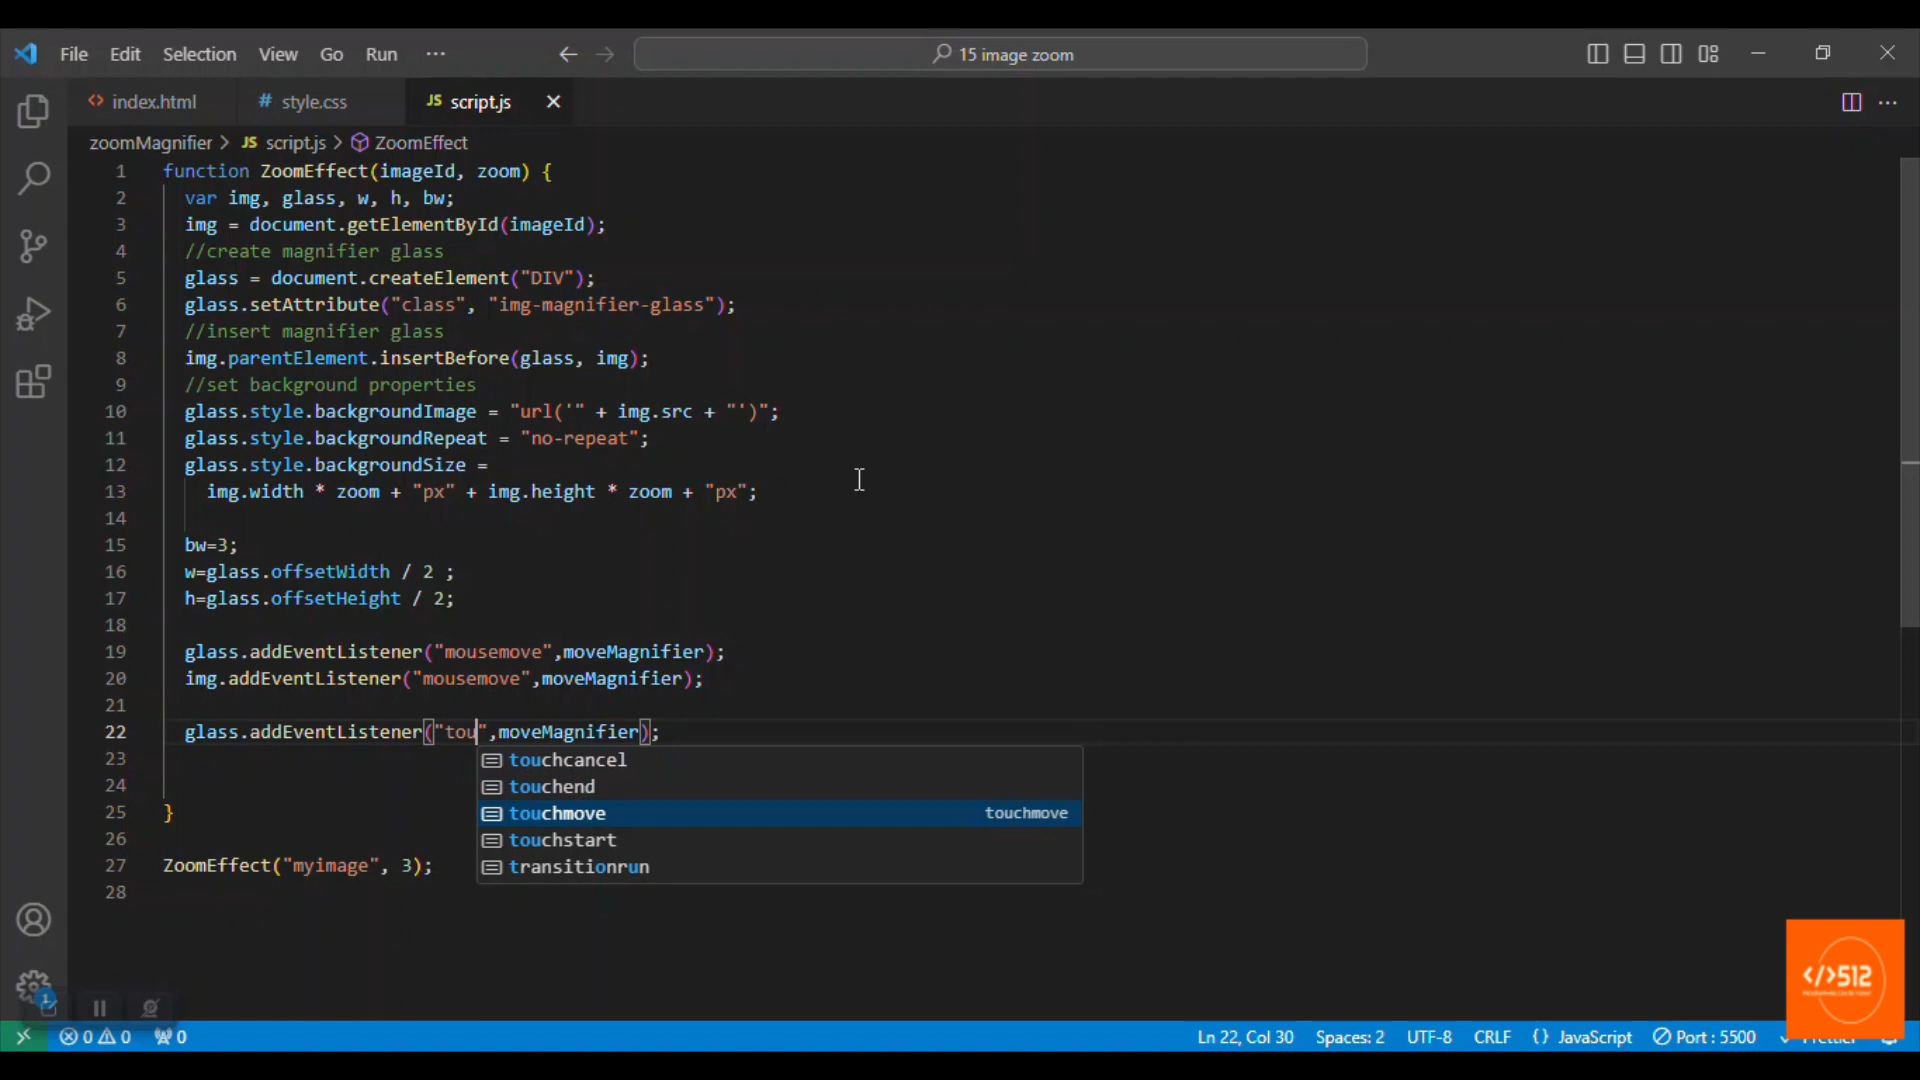 File Edit Selection View Go Run ··· 15 image zoom
index.html # style.css JS script.js
zoomMagnifier > JS script.js > ZoomEffect
1 function ZoomEffect(imageId, zoom) {
2 var img, glass, w, h, bw;
3 img = document.getElementById(imageId);
4 //create magnifier glass
5 glass = document.createElement("DIV");
6 glass.setAttribute("class", "img-magnifier-glass");
7 //insert magnifier glass
8 img.parentElement.insertBefore(glass, img);
9 //set background properties
10 glass.style.backgroundImage = "url('" + img.src + "')";
11 glass.style.backgroundRepeat = "no-repeat";
12 glass.style.backgroundSize =
13 img.width * zoom + "px" + img.height * zoom + "px";
14
15 bw=3;
16 w=glass.offsetWidth / 2 ;
17 h=glass.offsetHeight / 2;
18
19 glass.addEventListener("mousemove",moveMagnifier);
20 img.addEventListener("mousemove",moveMagnifier);
21
22 glass.addEventListener("tou",moveMagnifier);
23 touchcancel
24 touchend
25 } touchmove touchmove
26 touchstart
27 ZoomEffect("myimage", 3); transitionrun
28
</>512
1
0 0 0 Ln 22, Col 30 Spaces: 2 UTF-8 CRLF {} JavaScript Port : 5500